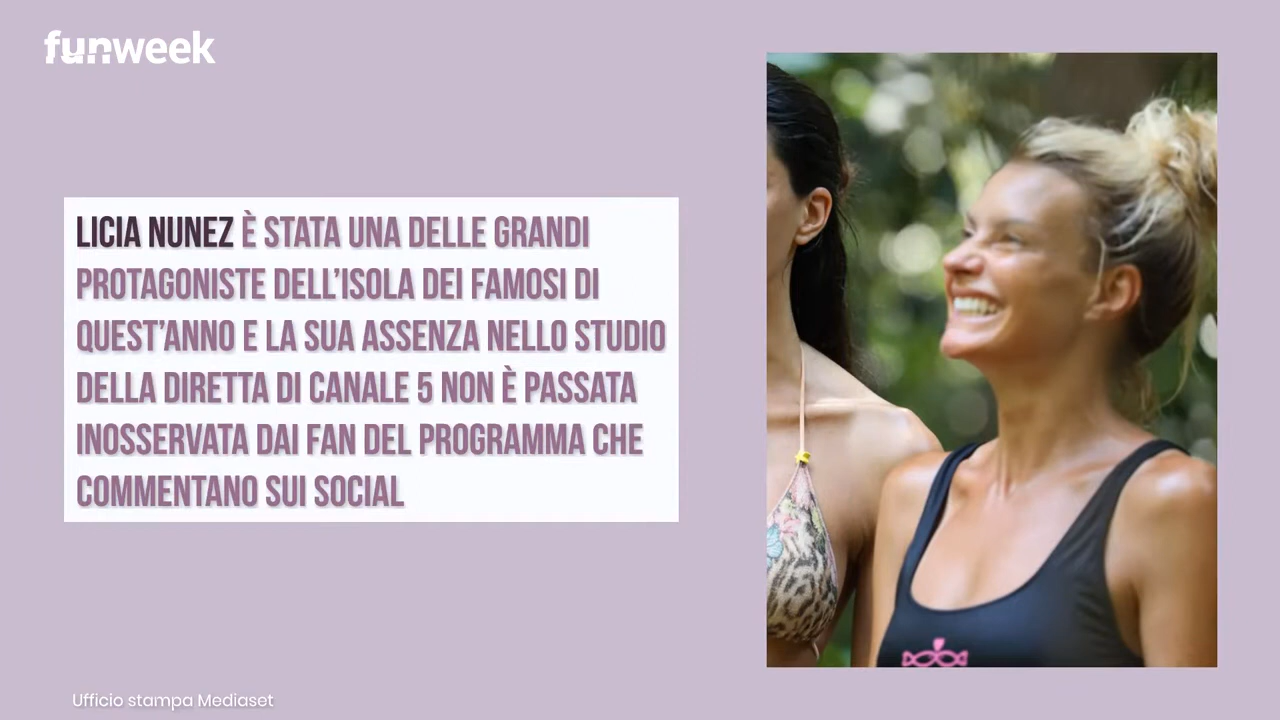 funweek
LICIA NUNEZ È STATA UNA DELLE GRANDI
PROTAGONISTE DELL'ISOLA DEI FAMOSI DI
QUEST'ANNO E LA SUA ASSENZA NELLO STUDIO
DELLA DIRETTA DI CANALE 5 NON È PASSATA
INOSSERVATA DAI FAN DEL PROGRAMMA CHE
COMMENTANO SUI SOCIAL
Ufficio stampa Mediaset